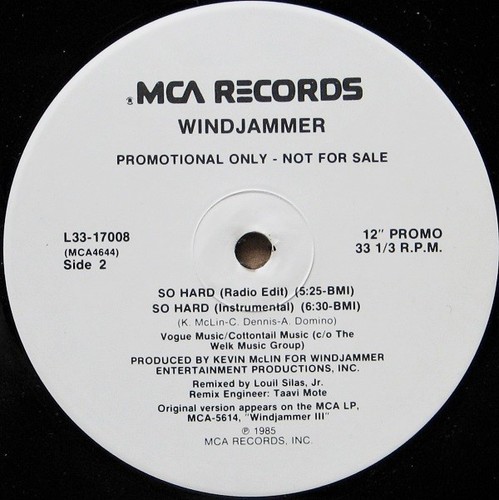 MCA RECORDS
WINDJAMMER
PROMOTIONAL ONLY - NOT FOR SALE
L33-17008
(MCA4644)
Side 2
12" PROMO
33 1/3 R.P.M.
SO HARD (Radio Edit) (5:25-BMI)
SO HARD (Instrumental) (6:30-BMI)
(K. McLin-C. Dennis-A. Domino)
Vogue Music/Cottontail Music (c/o The
Welk Music Group)
PRODUCED BY KEVIN McLIN FOR WINDJAMMER
ENTERTAINMENT PRODUCTIONS, INC.
Remixed by Louil Silas, Jr.
Remix Engineer: Taavi Mote
Original version appears on the MCA LP,
MCA-5614, "Windjammer III"
℗ 1985
MCA RECORDS, INC.